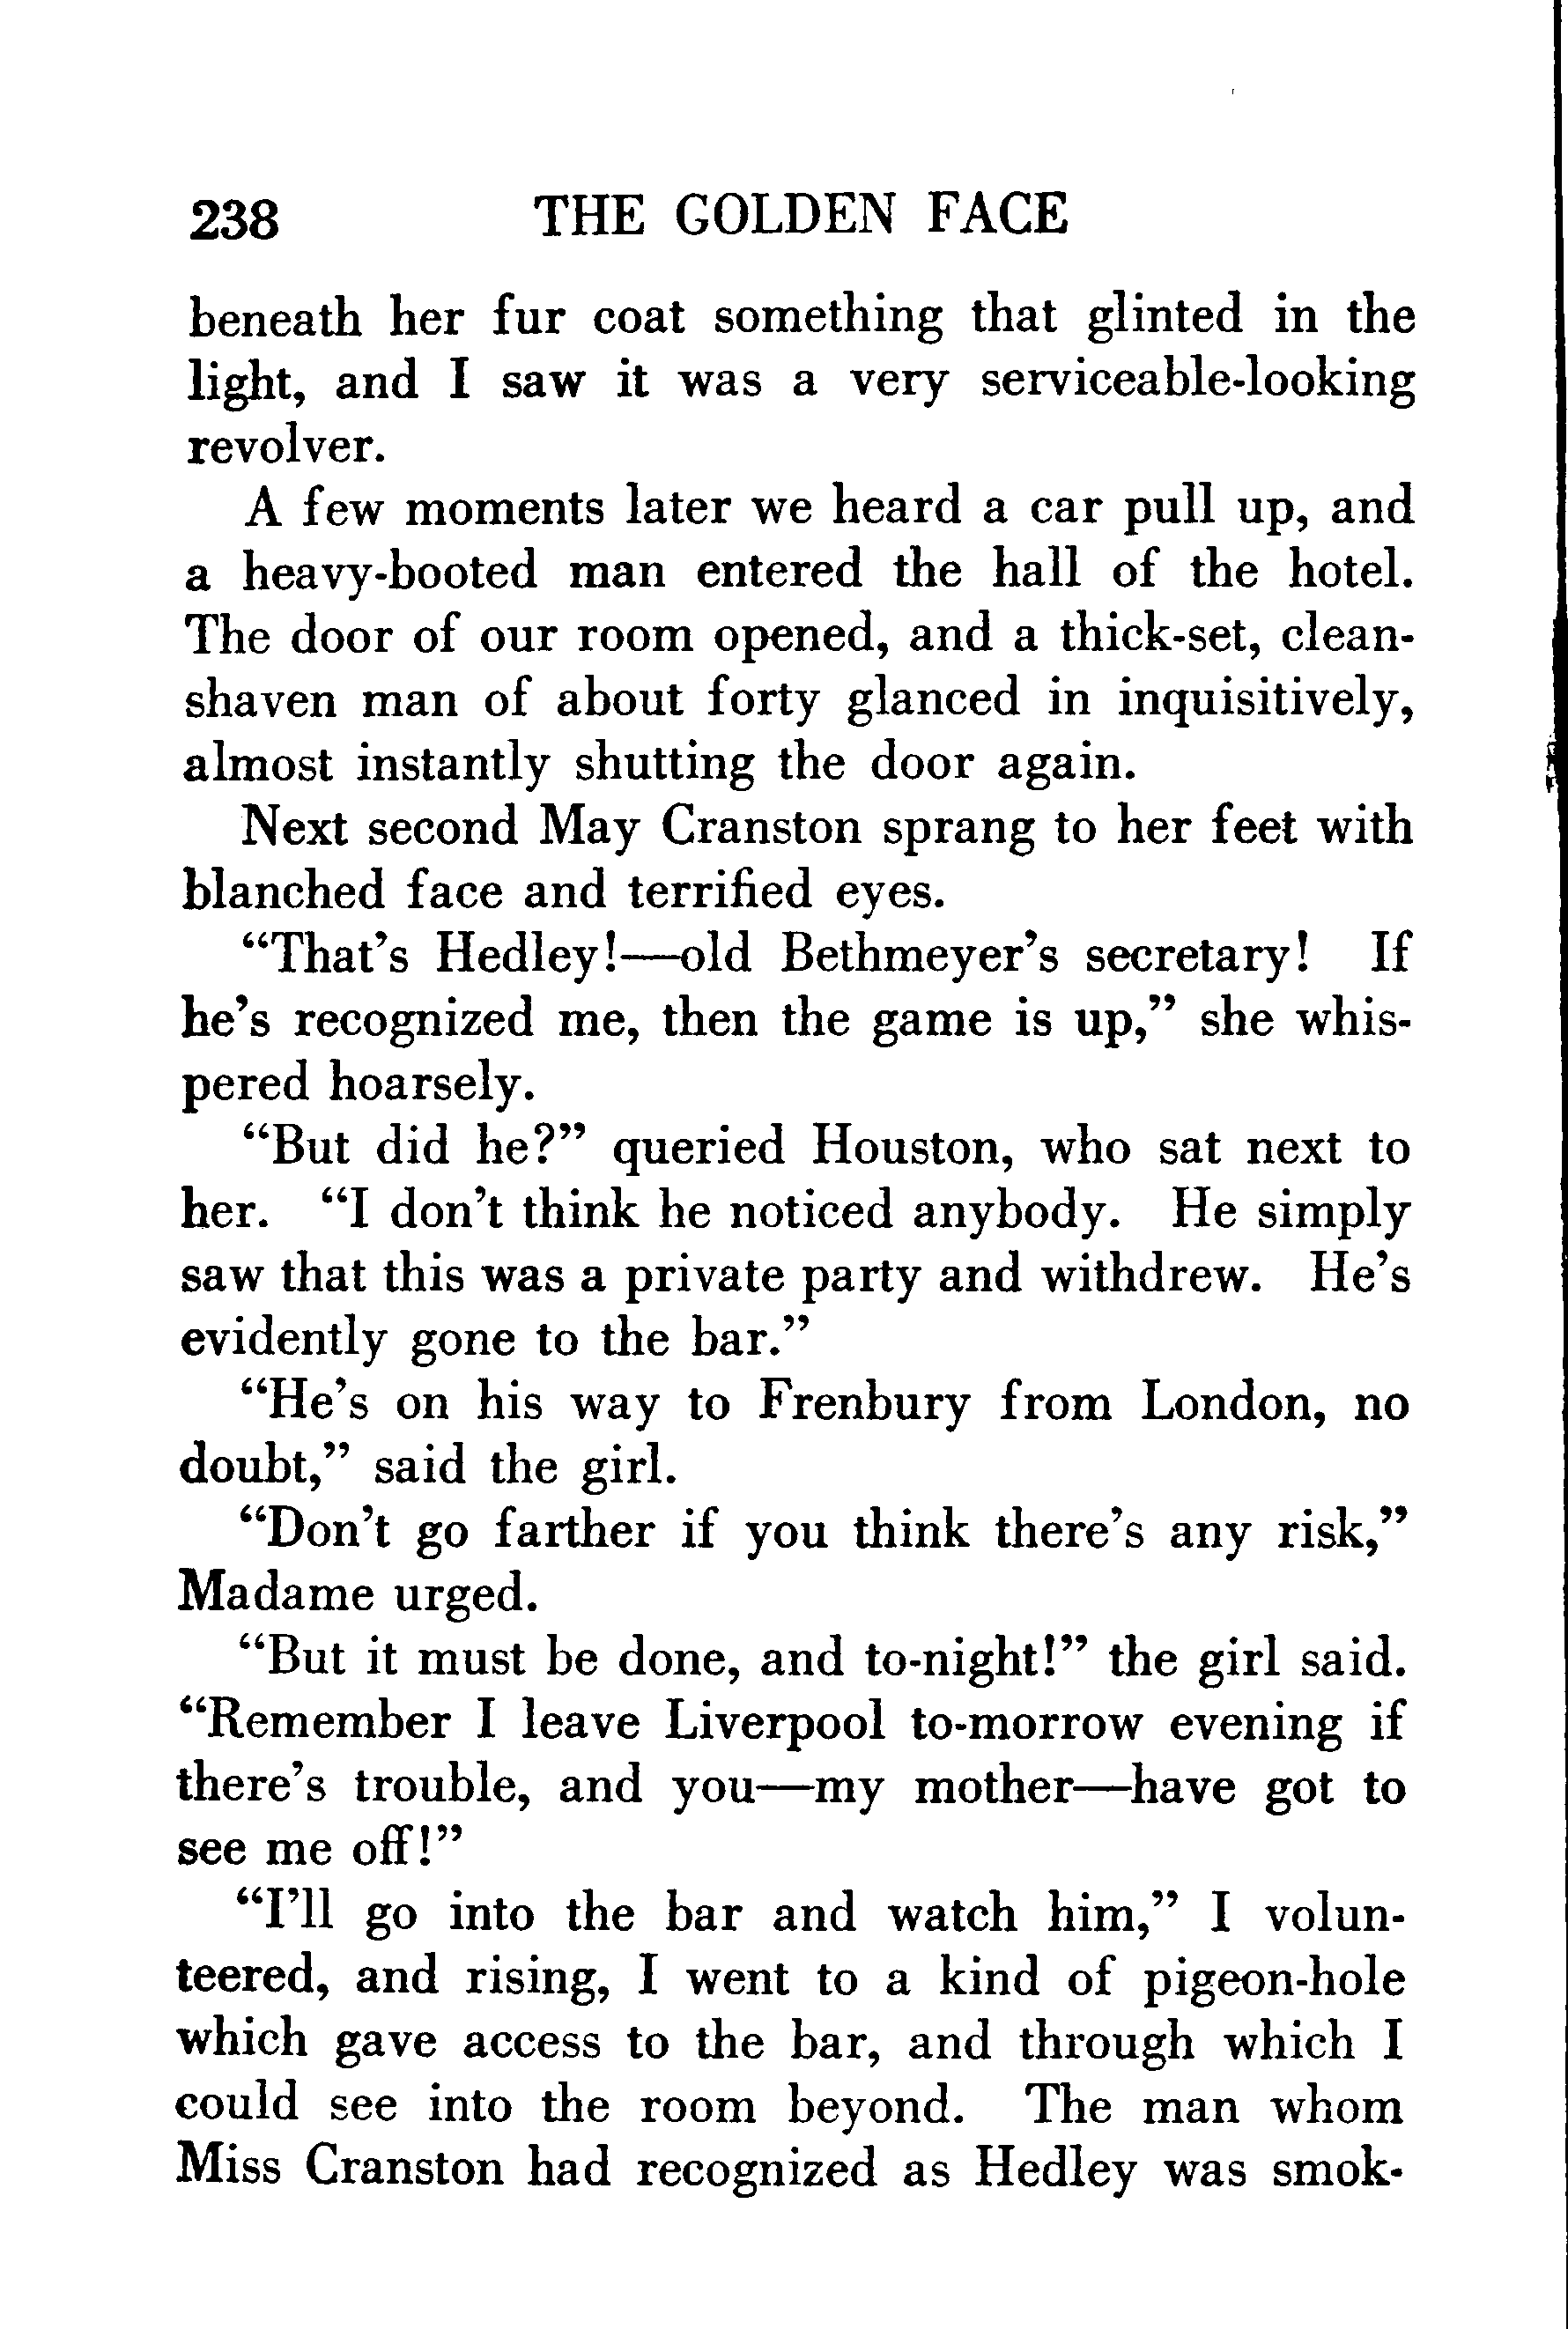 238 THE GOLDEN FACE
beneath her fur coat something that glinted in the
light, and I saw it was a very serviceable-looking
revolver.
A few moments later we heard a car pull up, and
a heavy-booted man entered the hall of the hotel.
The door of our room opened, and a thick-set, clean-
shaven man of about forty glanced in inquisitively,
almost instantly shutting the door again.
Next second May Cranston sprang to her feet with
blanched face and terrified eyes.
“That’s Hedley!—old Bethmeyer’s secretary! If
he’s recognized me, then the game is up,” she whis-
pered hoarsely.
“But did he?” queried Houston, who sat next to
her. “I don’t think he noticed anybody. He simply
saw that this was a private party and withdrew. He’s
evidently gone to the bar.”
“He’s on his way to Frenbury from London, no
doubt,” said the girl.
“Don’t go farther if you think there’s any risk,”
Madame urged.
“But it must be done, and to-night!” the girl said.
“Remember I leave Liverpool to-morrow evening if
there’s trouble, and you—my mother—have got to
see me off!”
“I’ll go into the bar and watch him,” I volun-
teered, and rising, I went to a kind of pigeon-hole
which gave access to the bar, and through which I
could see into the room beyond. The man whom
Miss Cranston had recognized as Hedley was smok-